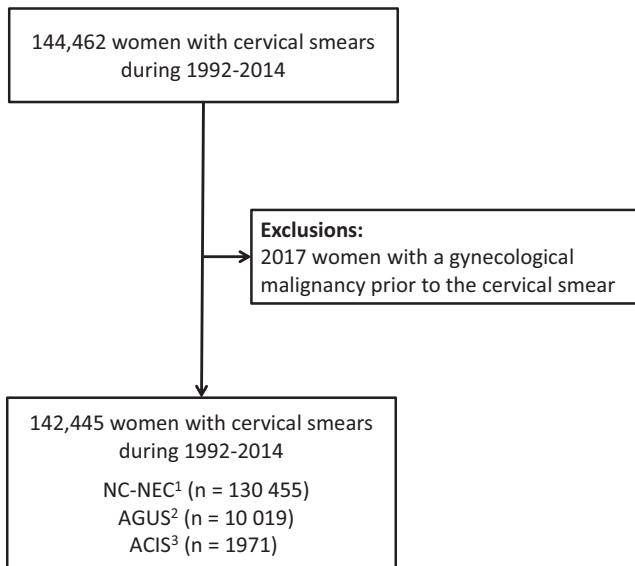 144,462 women with cervical smears
during 1992-2014
Exclusions:
2017 women with a gynecological
malignancy prior to the cervical smear
142,445 women with cervical smears
during 1992-2014
NC-NEC¹ (n = 130 455)
AGUS² (n = 10 019)
ACIS³ (n = 1971)